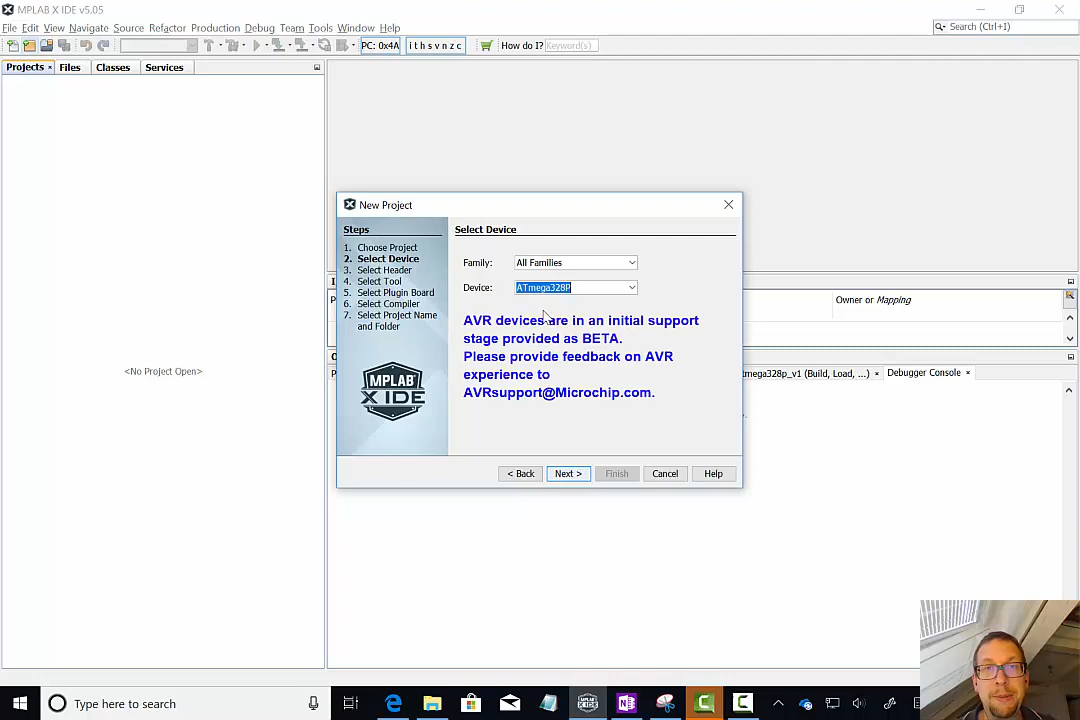 MPLAB X IDE v5.05
File Edit View Navigate Source Refactor Production Debug Team Tools Window Help
Search (Ctrl+I)
PC: 0x4A
i t h s v n z c
How do I?
Keyword(s)
Projects
Files
Classes
Services
<No Project Open>
New Project
Steps
1. Choose Project
2. Select Device
3. Select Header
4. Select Tool
5. Select Plugin Board
6. Select Compiler
7. Select Project Name
and Folder
MPLAB
X IDE
Select Device
Family: All Families
Device: ATmega328P
AVR devices are in an initial support
stage provided as BETA.
Please provide feedback on AVR
experience to
AVRsupport@Microchip.com.
< Back
Next >
Finish
Cancel
Help
Owner or Mapping
tmega328p_v1 (Build, Load, ...)
Debugger Console
Type here to search